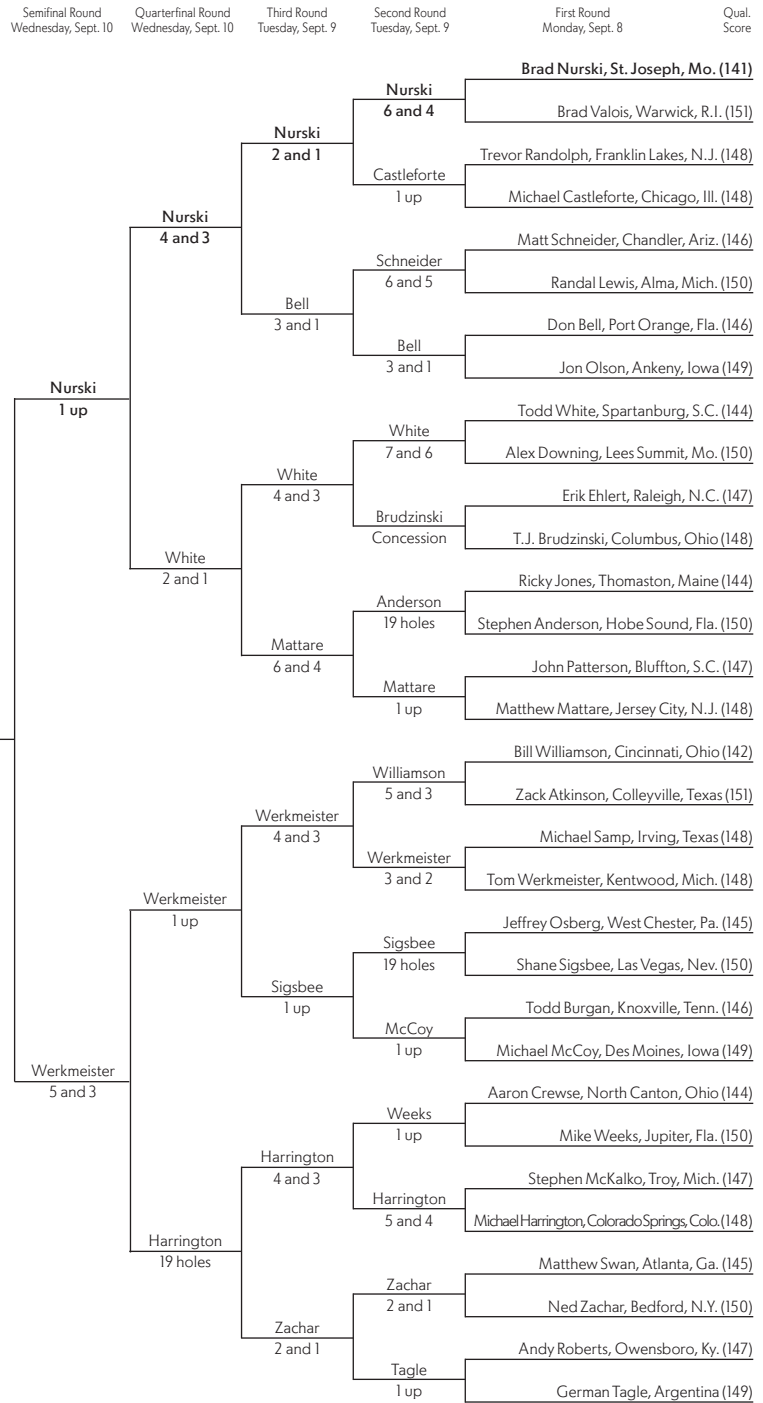 Semifinal Round
Wednesday, Sept. 10
Quarterfinal Round
Wednesday, Sept. 10
Third Round
Tuesday, Sept. 9
Second Round
Tuesday, Sept. 9
First Round
Monday, Sept. 8
Qual.
Score
Brad Nurski, St. Joseph, Mo. (141)
Nurski
6 and 4
Brad Valois, Warwick, R.I. (151)
Nurski
2 and 1
Trevor Randolph, Franklin Lakes, N.J. (148)
Castleforte
1 up
Michael Castleforte, Chicago, Ill. (148)
Nurski
4 and 3
Matt Schneider, Chandler, Ariz. (146)
Schneider
6 and 5
Randal Lewis, Alma, Mich. (150)
Bell
3 and 1
Don Bell, Port Orange, Fla. (146)
Bell
3 and 1
Jon Olson, Ankeny, Iowa (149)
Nurski
1 up
Todd White, Spartanburg, S.C. (144)
White
7 and 6
Alex Downing, Lees Summit, Mo. (150)
White
4 and 3
Erik Ehlert, Raleigh, N.C. (147)
Brudzinski
Concession
T.J. Brudzinski, Columbus, Ohio (148)
White
2 and 1
Ricky Jones, Thomaston, Maine (144)
Anderson
19 holes
Stephen Anderson, Hobe Sound, Fla. (150)
Mattare
6 and 4
John Patterson, Bluffton, S.C. (147)
Mattare
1 up
Matthew Mattare, Jersey City, N.J. (148)
Bill Williamson, Cincinnati, Ohio (142)
Williamson
5 and 3
Zack Atkinson, Colleyville, Texas (151)
Werkmeister
4 and 3
Michael Samp, Irving, Texas (148)
Werkmeister
3 and 2
Tom Werkmeister, Kentwood, Mich. (148)
Werkmeister
1 up
Jeffrey Osberg, West Chester, Pa. (145)
Sigsbee
19 holes
Shane Sigsbee, Las Vegas, Nev. (150)
Sigsbee
1 up
Todd Burgan, Knoxville, Tenn. (146)
McCoy
1 up
Michael McCoy, Des Moines, Iowa (149)
Werkmeister
5 and 3
Aaron Crewse, North Canton, Ohio (144)
Weeks
1 up
Mike Weeks, Jupiter, Fla. (150)
Harrington
4 and 3
Stephen McKalko, Troy, Mich. (147)
Harrington
5 and 4
Michael Harrington, Colorado Springs, Colo. (148)
Harrington
19 holes
Matthew Swan, Atlanta, Ga. (145)
Zachar
2 and 1
Ned Zachar, Bedford, N.Y. (150)
Zachar
2 and 1
Andy Roberts, Owensboro, Ky. (147)
Tagle
1 up
German Tagle, Argentina (149)